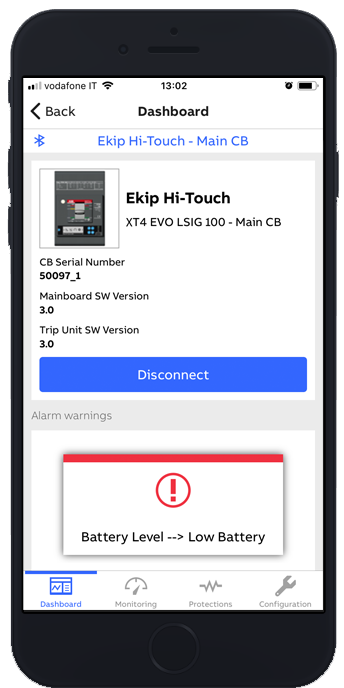 vodafone IT
13:02
Back
Dashboard
Ekip Hi-Touch - Main CB
Ekip Hi-Touch
XT4 EVO LSIG 100 - Main CB
CB Serial Number
50097_1
Mainboard SW Version
3.0
Trip Unit SW Version
3.0
Disconnect
Alarm warnings
Battery Level --> Low Battery
Dashboard
Monitoring
Protections
Configuration